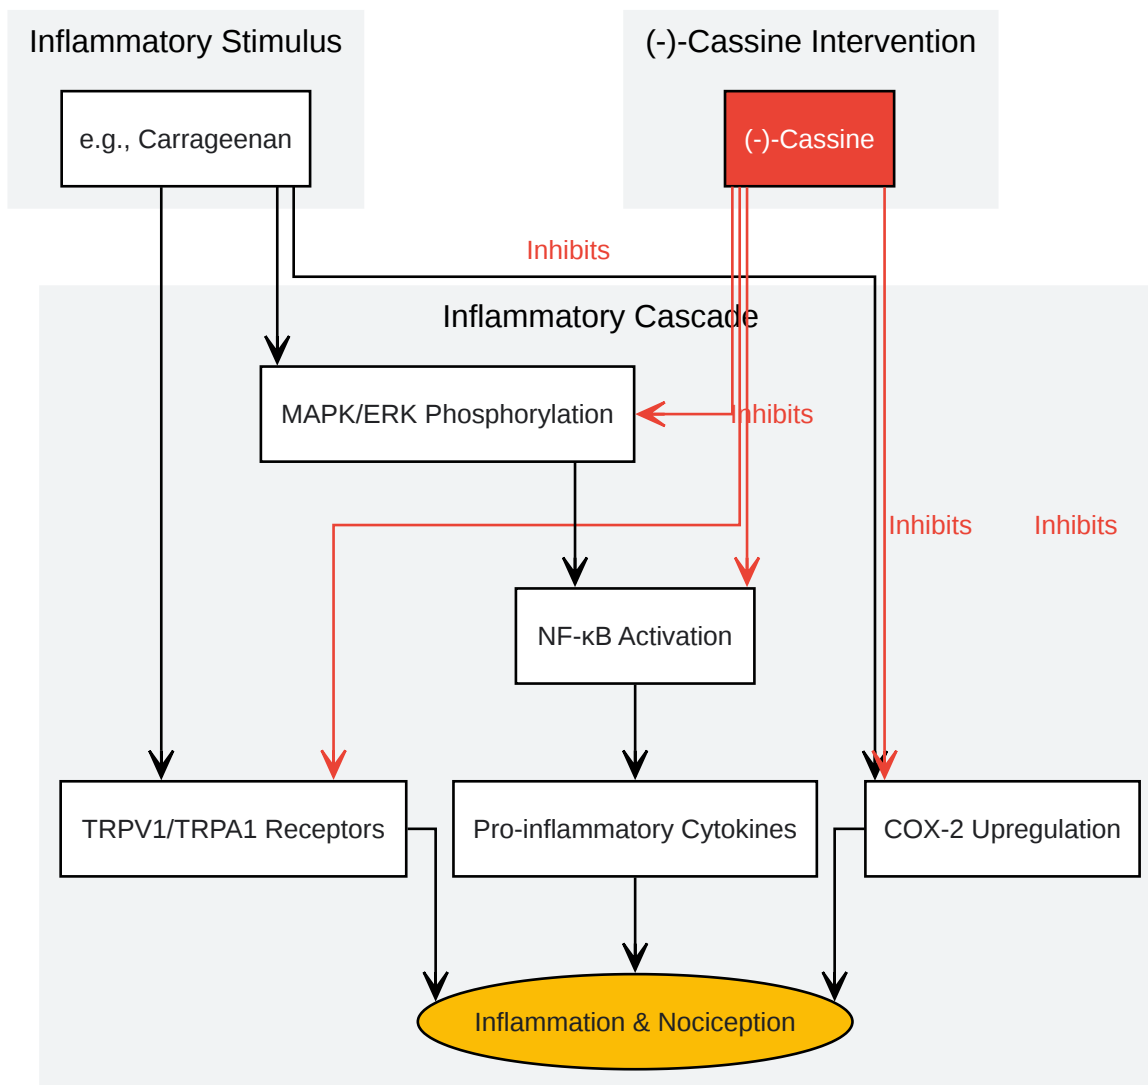 Inflammatory Stimulus
(-)-Cassine Intervention
e.g., Carrageenan
(-)-Cassine
Inhibits
Inflammatory Cascade
MAPK/ERK Phosphorylation
Inhibits
Inhibits
Inhibits
NF-κB Activation
TRPV1/TRPA1 Receptors
Pro-inflammatory Cytokines
COX-2 Upregulation
Inflammation & Nociception